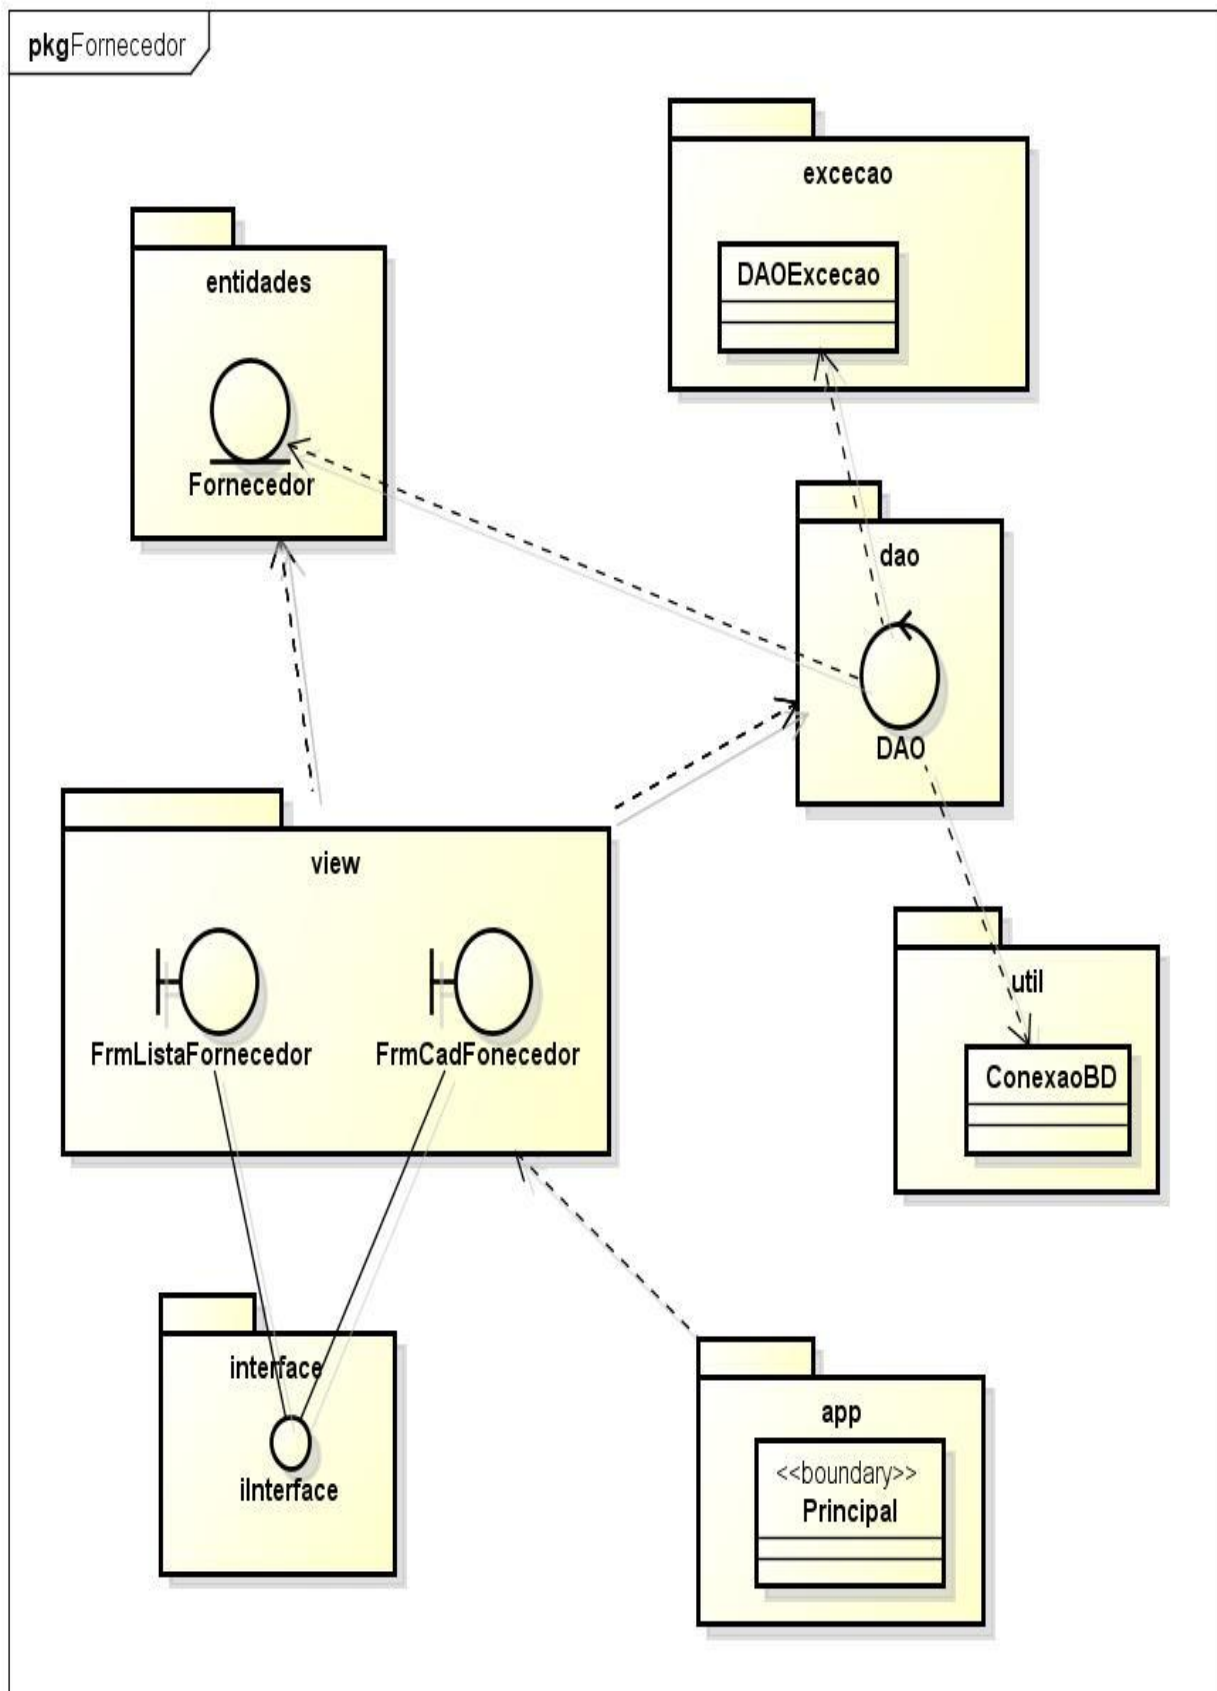 pkgFornecedor
excecao
DAOExcecao
entidades
Fornecedor
dao
DAO
view
FrmListaFornecedor
FrmCadFonecedor
util
ConexaoBD
interface
iInterface
app
<<boundary>>
Principal